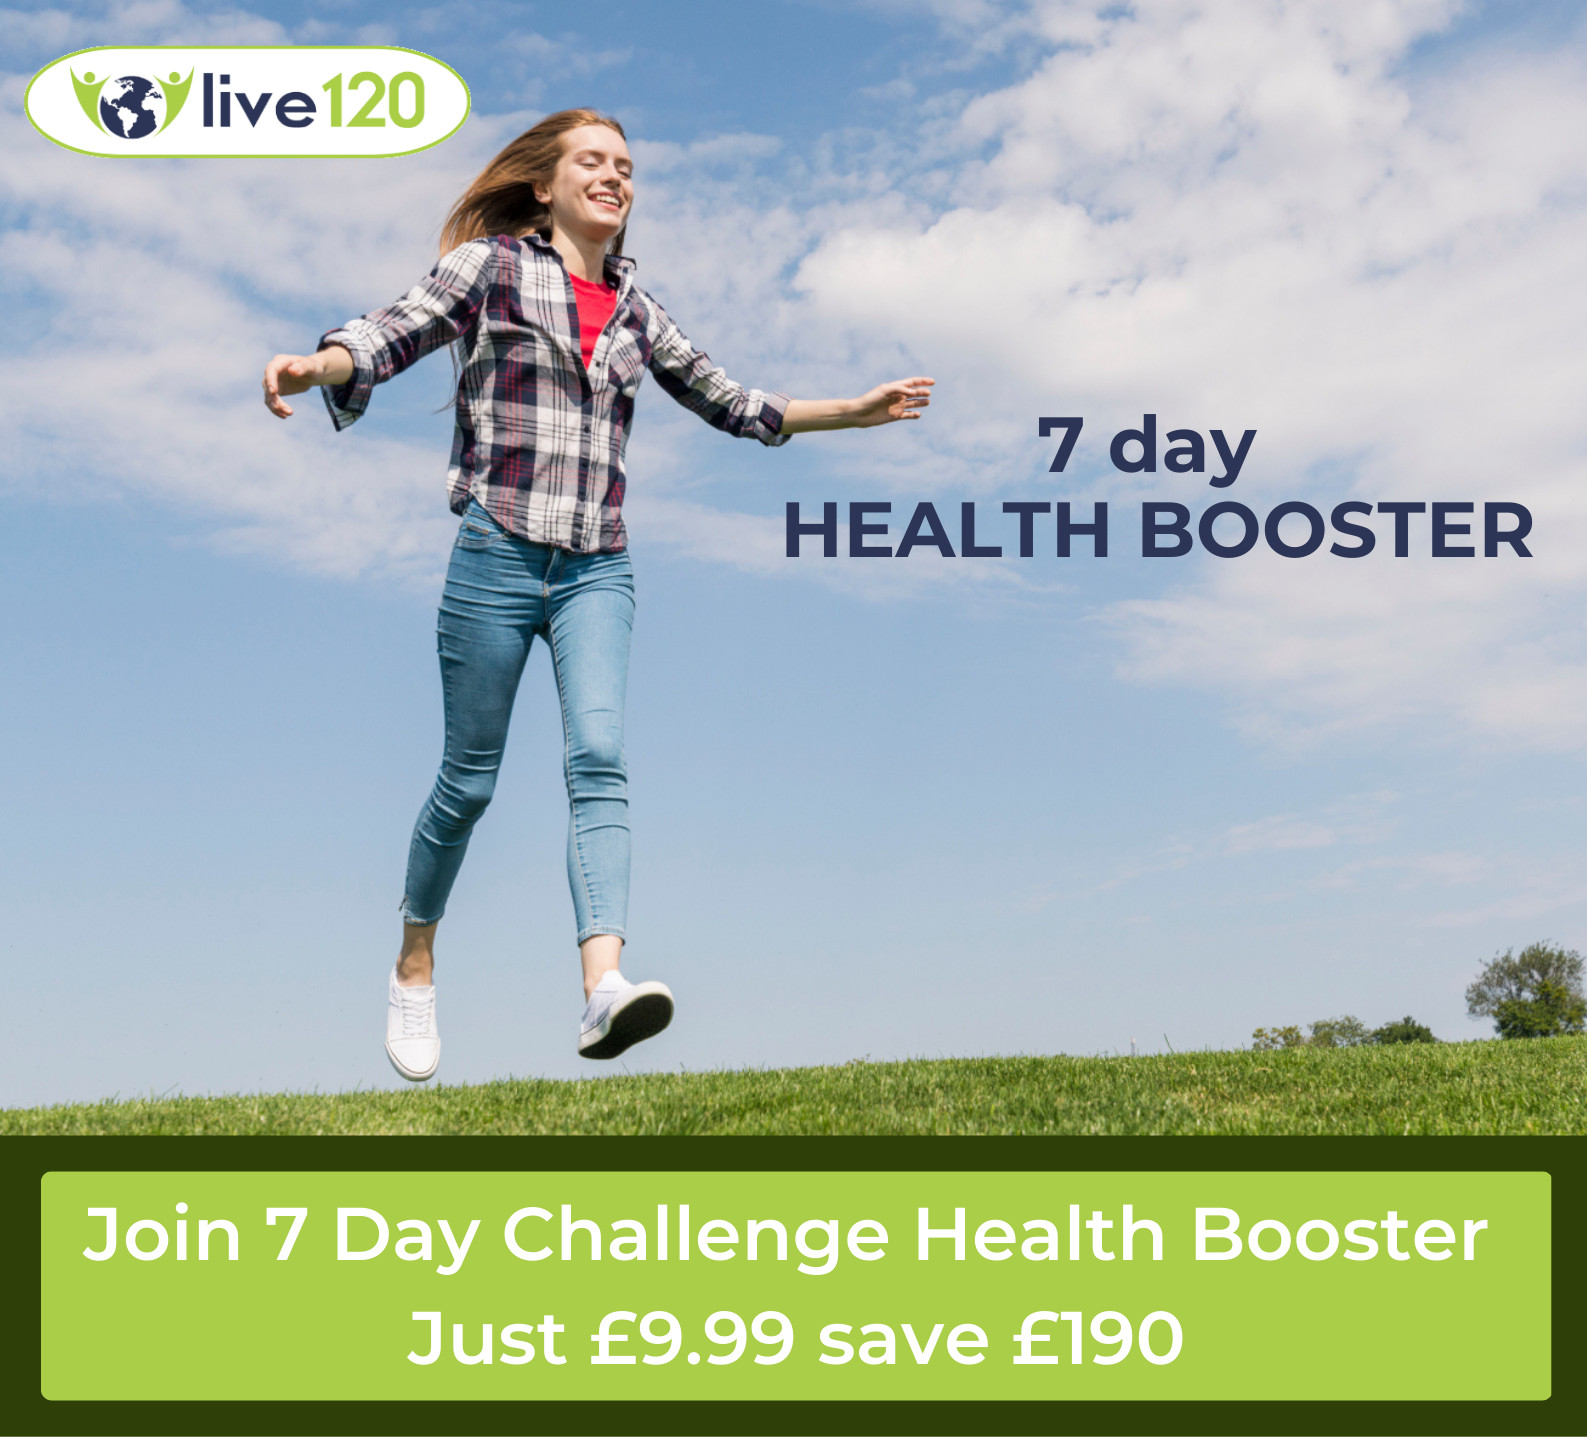 live120
7 day
HEALTH BOOSTER
Join 7 Day Challenge Health Booster
Just £9.99 save £190